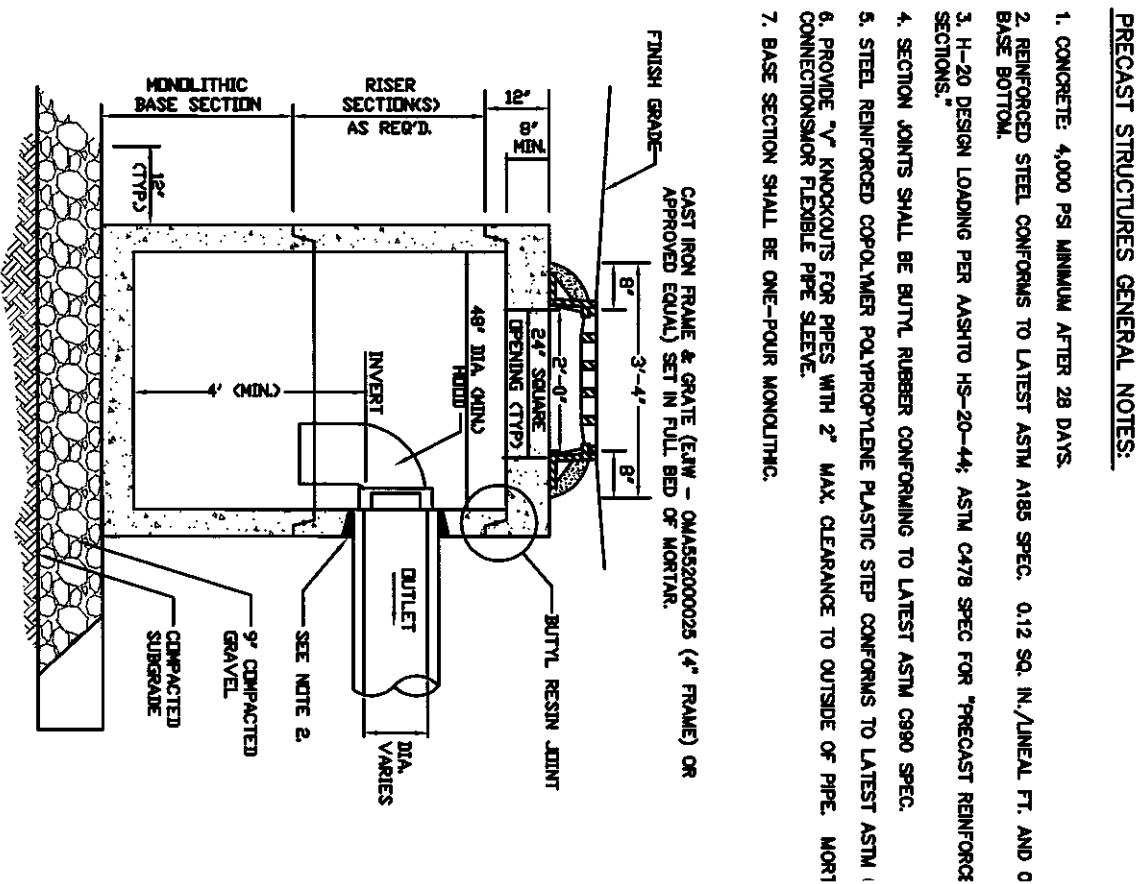 PRECAST STRUCTURES GENERAL NOTES:
1. CONCRETE: 4,000 PSI MINIMUM AFTER 28 DAYS.
2. REINFORCED STEEL CONFORMS TO LATEST ASTM A185 SPEC. 0.12 SQ. IN./LINEAL FT. AND 0
BASE BOTTOM.
3. H-20 DESIGN LOADING PER AASHTO HS-20-44; ASTM C478 SPEC FOR "PRECAST REINFORCE
SECTIONS."
4. SECTION JOINTS SHALL BE BUTYL RUBBER CONFORMING TO LATEST ASTM C990 SPEC.
5. STEEL REINFORCED COPOLYMER POLYPROPYLENE PLASTIC STEP CONFORMS TO LATEST ASTM
6. PROVIDE "V" KNOCKOUTS FOR PIPES WITH 2" MAX. CLEARANCE TO OUTSIDE OF PIPE. MORT
CONNECTIONSMOR FLEXIBLE PIPE SLEEVE.
7. BASE SECTION SHALL BE ONE-POUR MONOLITHIC.
CAST IRON FRAME & GRATE (EJIW - OMA552000025 (4" FRAME) OR
APPROVED EQUAL) SET IN FULL BED OF MORTAR.
FINISH GRADE
3'-4"
8"
8"
2'-0"
24" SQUARE
OPENING (TYP)
12"
8"
MIN.
48" DIA (MIN.)
HOOD
BUTYL RESIN JOINT
RISER
SECTION(S)
AS REQ'D.
INVERT
4' (MIN.)
OUTLET
DIA.
VARIES
MONOLITHIC
BASE SECTION
12"
(TYP.)
SEE NOTE 2.
9" COMPACTED
GRAVEL
COMPACTED
SUBGRADE